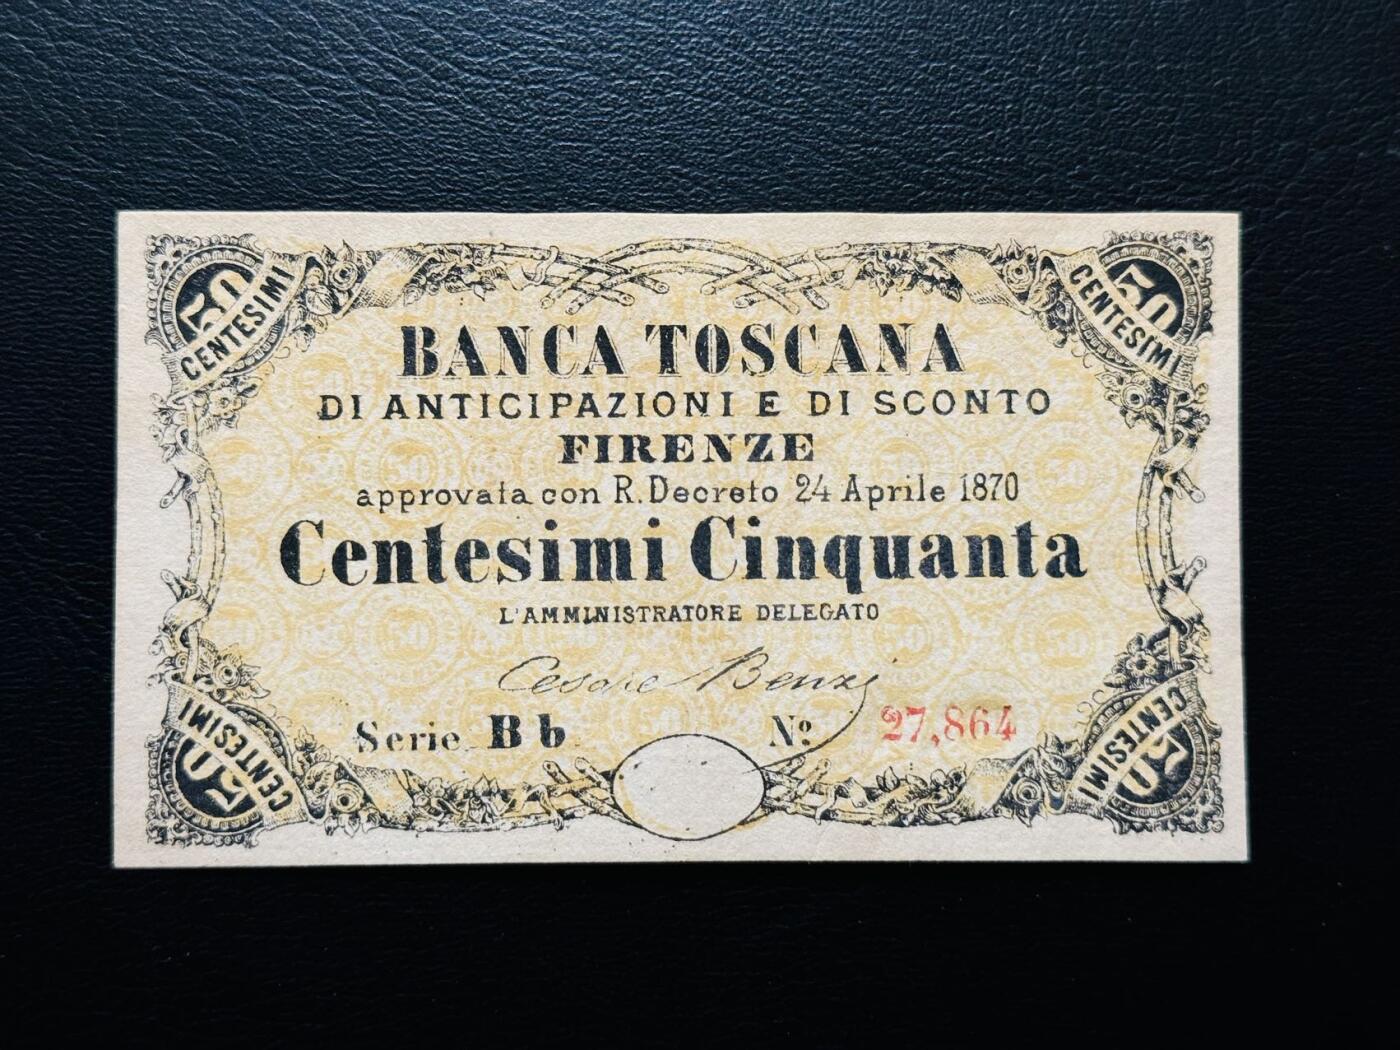 50 CENTESIMI
50 CENTESIMI
BANCA TOSCANA
DI ANTICIPAZIONI E DI SCONTO
FIRENZE
approvata con R. Decreto 24 Aprile 1870
Centesimi Cinquanta
L'AMMINISTRATORE DELEGATO
Cesare Benzi
Serie Bb Nº 27,864
50 CENTESIMI
50 CENTESIMI